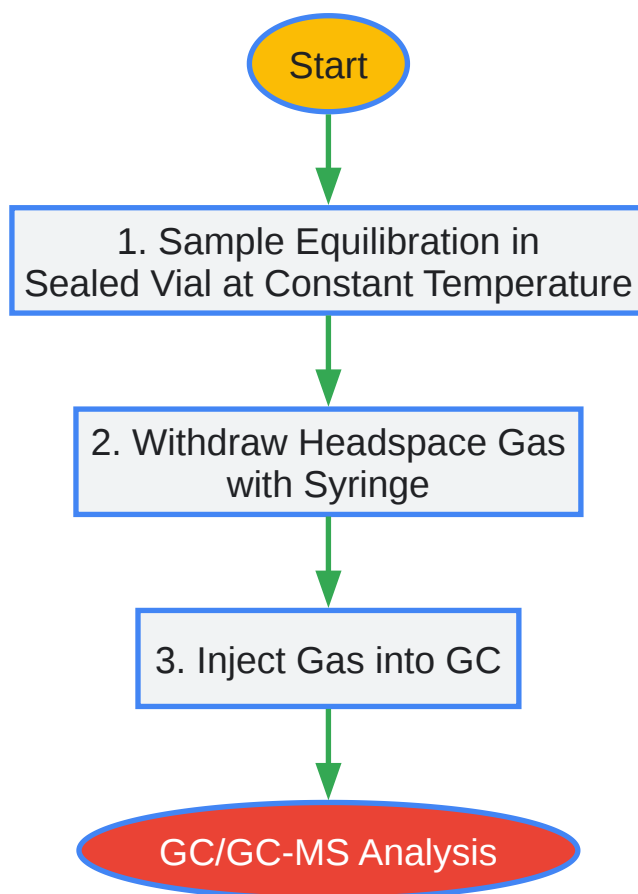 Start
1. Sample Equilibration in
Sealed Vial at Constant Temperature
2. Withdraw Headspace Gas
with Syringe
3. Inject Gas into GC
GC/GC-MS Analysis